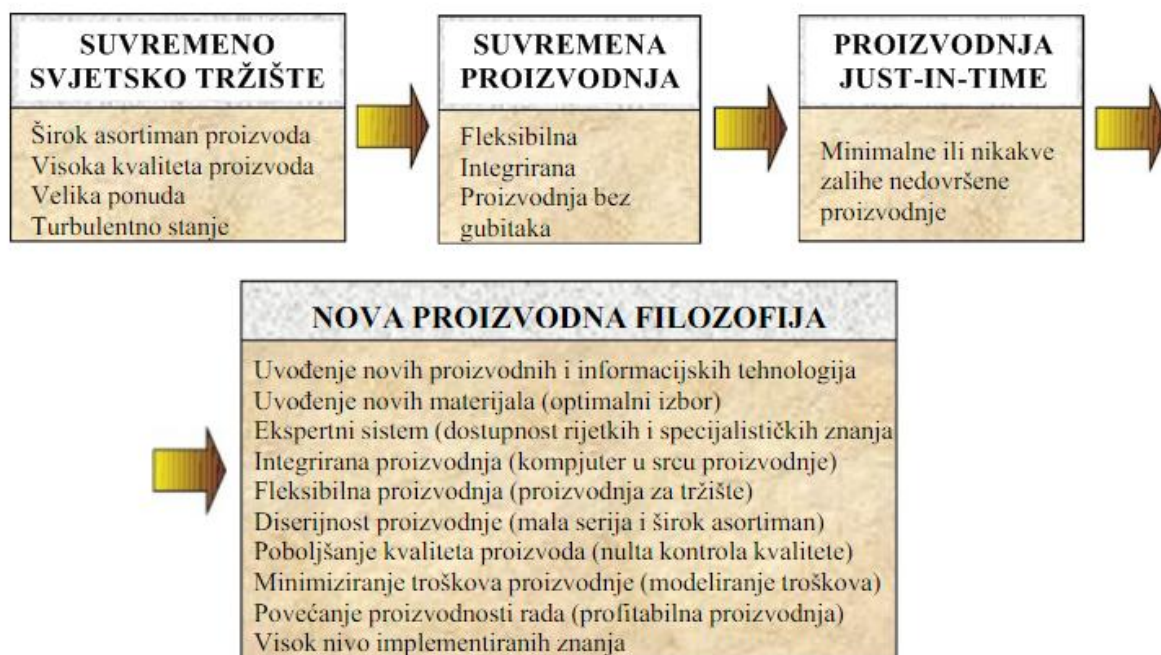 SUVREMENO
SVJETSKO TRŽIŠTE
Širok asortiman proizvoda
Visoka kvaliteta proizvoda
Velika ponuda
Turbulentno stanje
SUVREMENA
PROIZVODNJA
Fleksibilna
Integrirana
Proizvodnja bez
gubitaka
PROIZVODNJA
JUST-IN-TIME
Minimalne ili nikakve
zalihe nedovršene
proizvodnje
NOVA PROIZVODNA FILOZOFIJA
Uvođenje novih proizvodnih i informacijskih tehnologija
Uvođenje novih materijala (optimalni izbor)
Ekspertni sistem (dostupnost rijetkih i specijalističkih znanja
Integrirana proizvodnja (kompjuter u srcu proizvodnje)
Fleksibilna proizvodnja (proizvodnja za tržište)
Diserijnost proizvodnje (mala serija i širok asortiman)
Poboljšanje kvaliteta proizvoda (nulta kontrola kvalitete)
Minimiziranje troškova proizvodnje (modeliranje troškova)
Povećanje proizvodnosti rada (profitabilna proizvodnja)
Visok nivo implementiranih znanja